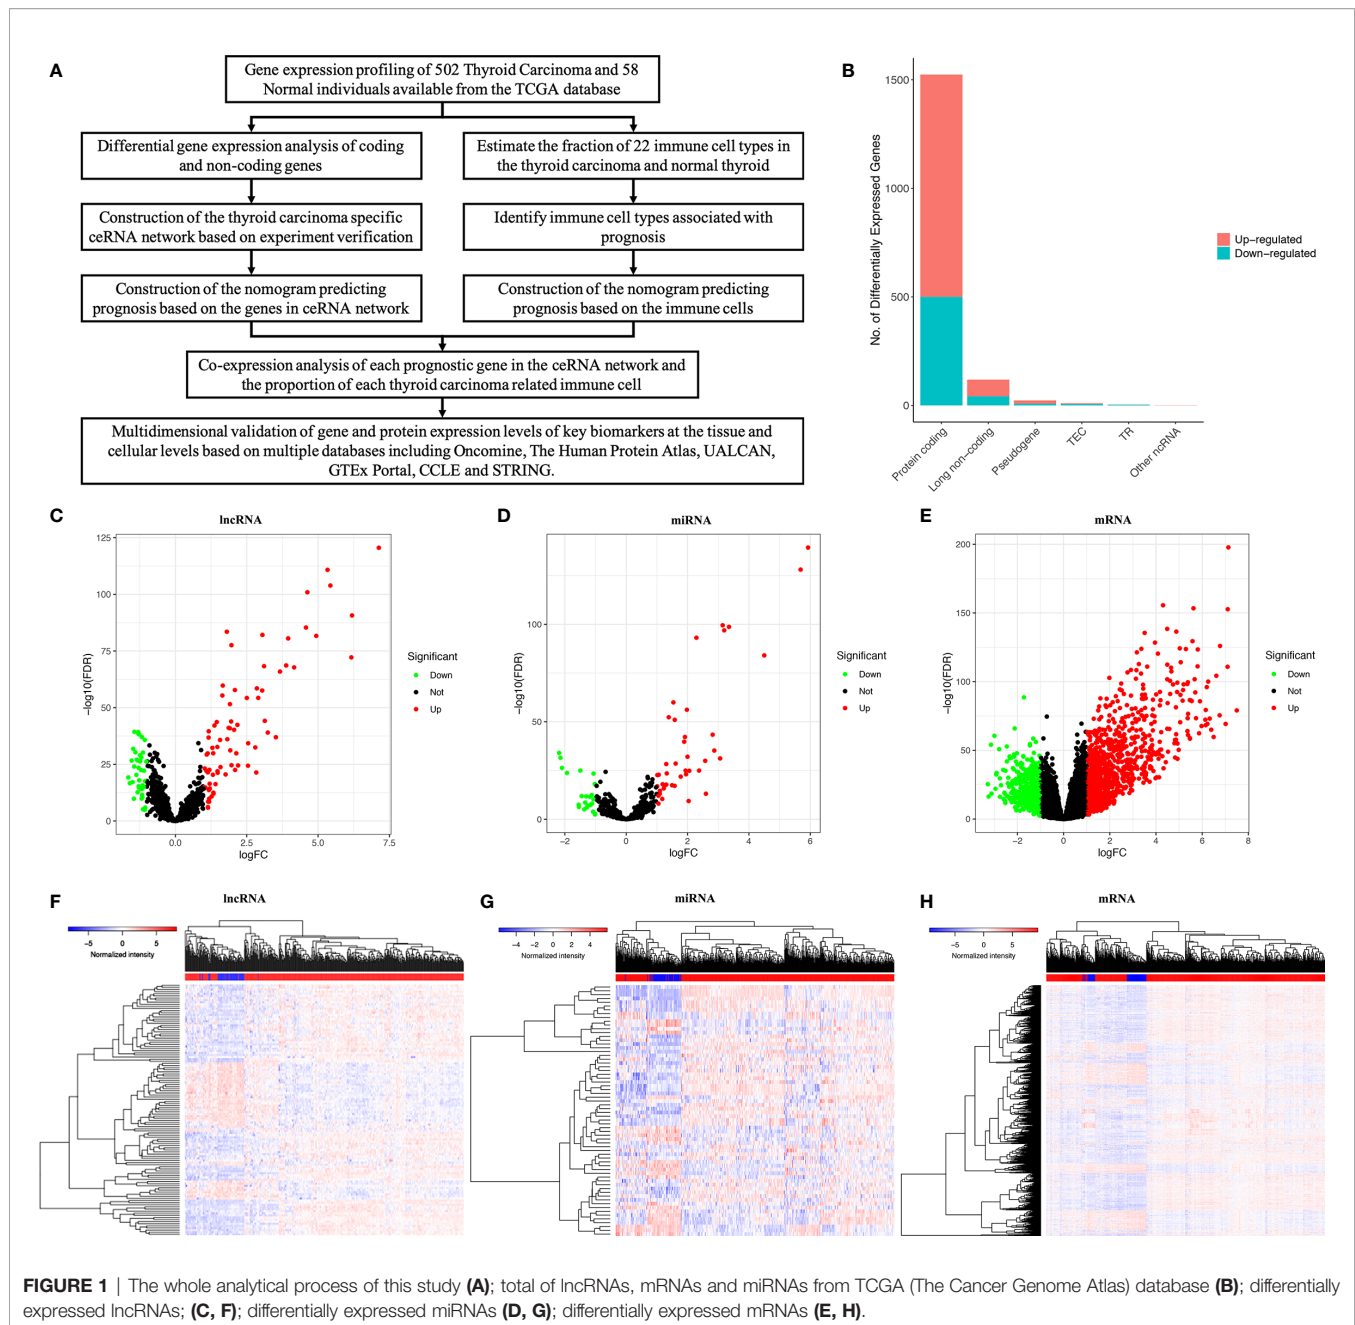 A
Gene expression profiling of 502 Thyroid Carcinoma and 58
Normal individuals available from the TCGA database
Differential gene expression analysis of coding
and non-coding genes
Estimate the fraction of 22 immune cell types in
the thyroid carcinoma and normal thyroid
Construction of the thyroid carcinoma specific
ceRNA network based on experiment verification
Identify immune cell types associated with
prognosis
Construction of the nomogram predicting
prognosis based on the genes in ceRNA network
Construction of the nomogram predicting
prognosis based on the immune cells
Co-expression analysis of each prognostic gene in the ceRNA network and
the proportion of each thyroid carcinoma related immune cell
Multidimensional validation of gene and protein expression levels of key biomarkers at the tissue and
cellular levels based on multiple databases including Oncomine, The Human Protein Atlas, UALCAN,
GTEx Portal, CCLE and STRING.
B
No. of Differentially Expressed Genes
1500
1000
500
0
Protein coding
Long non−coding
Pseudogene
TEC
TR
Other ncRNA
Up−regulated
Down−regulated
C
lncRNA
−log10(FDR)
125
100
75
50
25
0
0.0
2.5
5.0
7.5
logFC
Significant
Down
Not
Up
D
miRNA
−log10(FDR)
100
50
0
−2
0
2
4
6
logFC
Significant
Down
Not
Up
E
mRNA
−log10(FDR)
200
150
100
50
0
−2
0
2
4
6
8
logFC
Significant
Down
Not
Up
F
lncRNA
−5
0
5
Normalized intensity
G
miRNA
−4
−2
0
2
4
Normalized intensity
H
mRNA
−5
0
5
Normalized intensity
FIGURE 1 | The whole analytical process of this study (A); total of lncRNAs, mRNAs and miRNAs from TCGA (The Cancer Genome Atlas) database (B); differentially
expressed lncRNAs; (C, F); differentially expressed miRNAs (D, G); differentially expressed mRNAs (E, H).